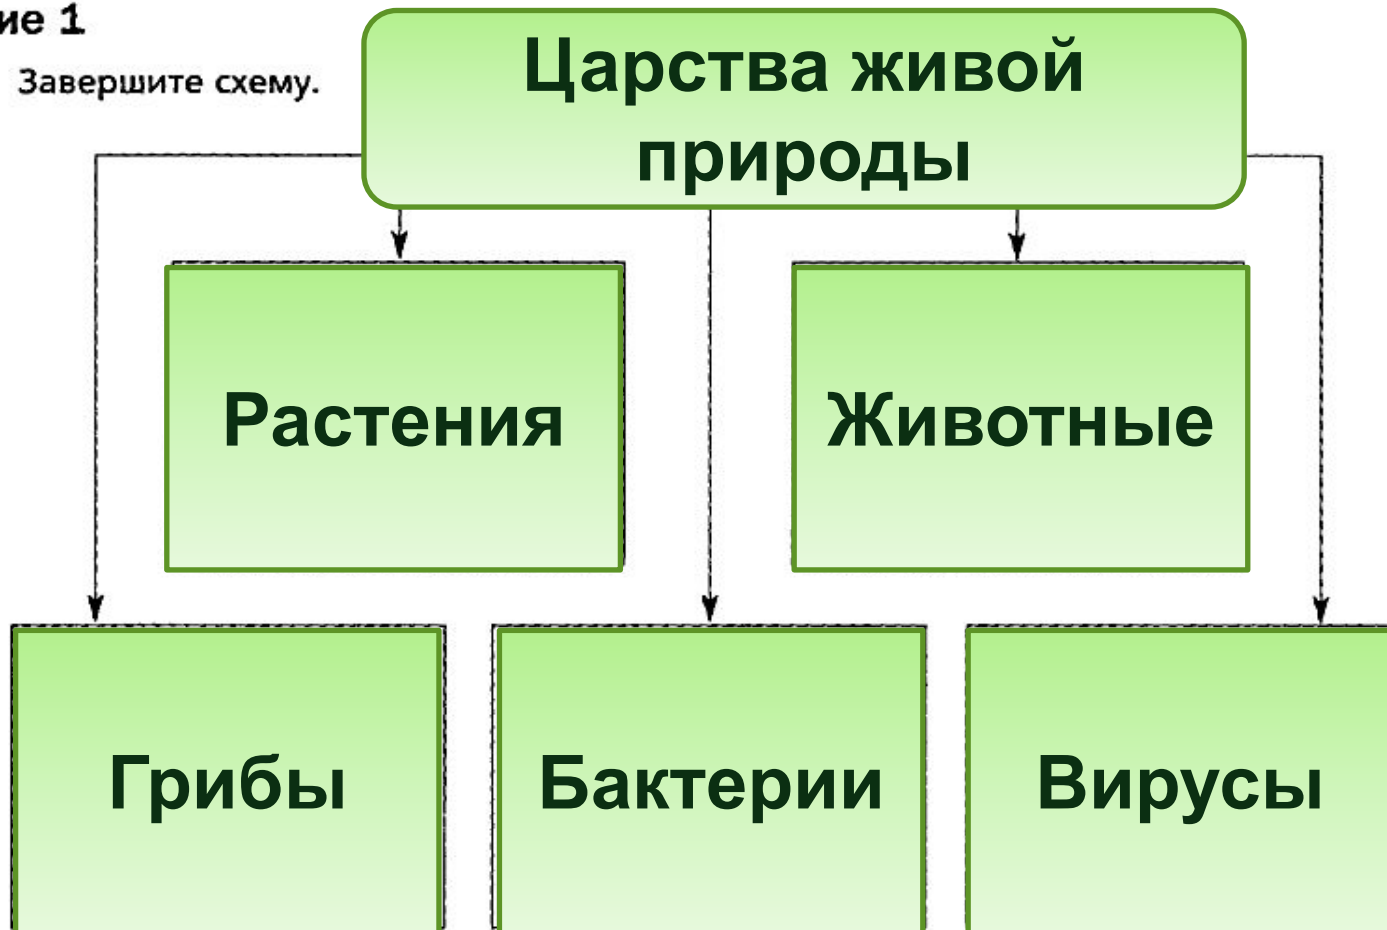 ие 1
Завершите схему.
Царства живой
природы
Растения
Животные
Грибы
Бактерии
Вирусы